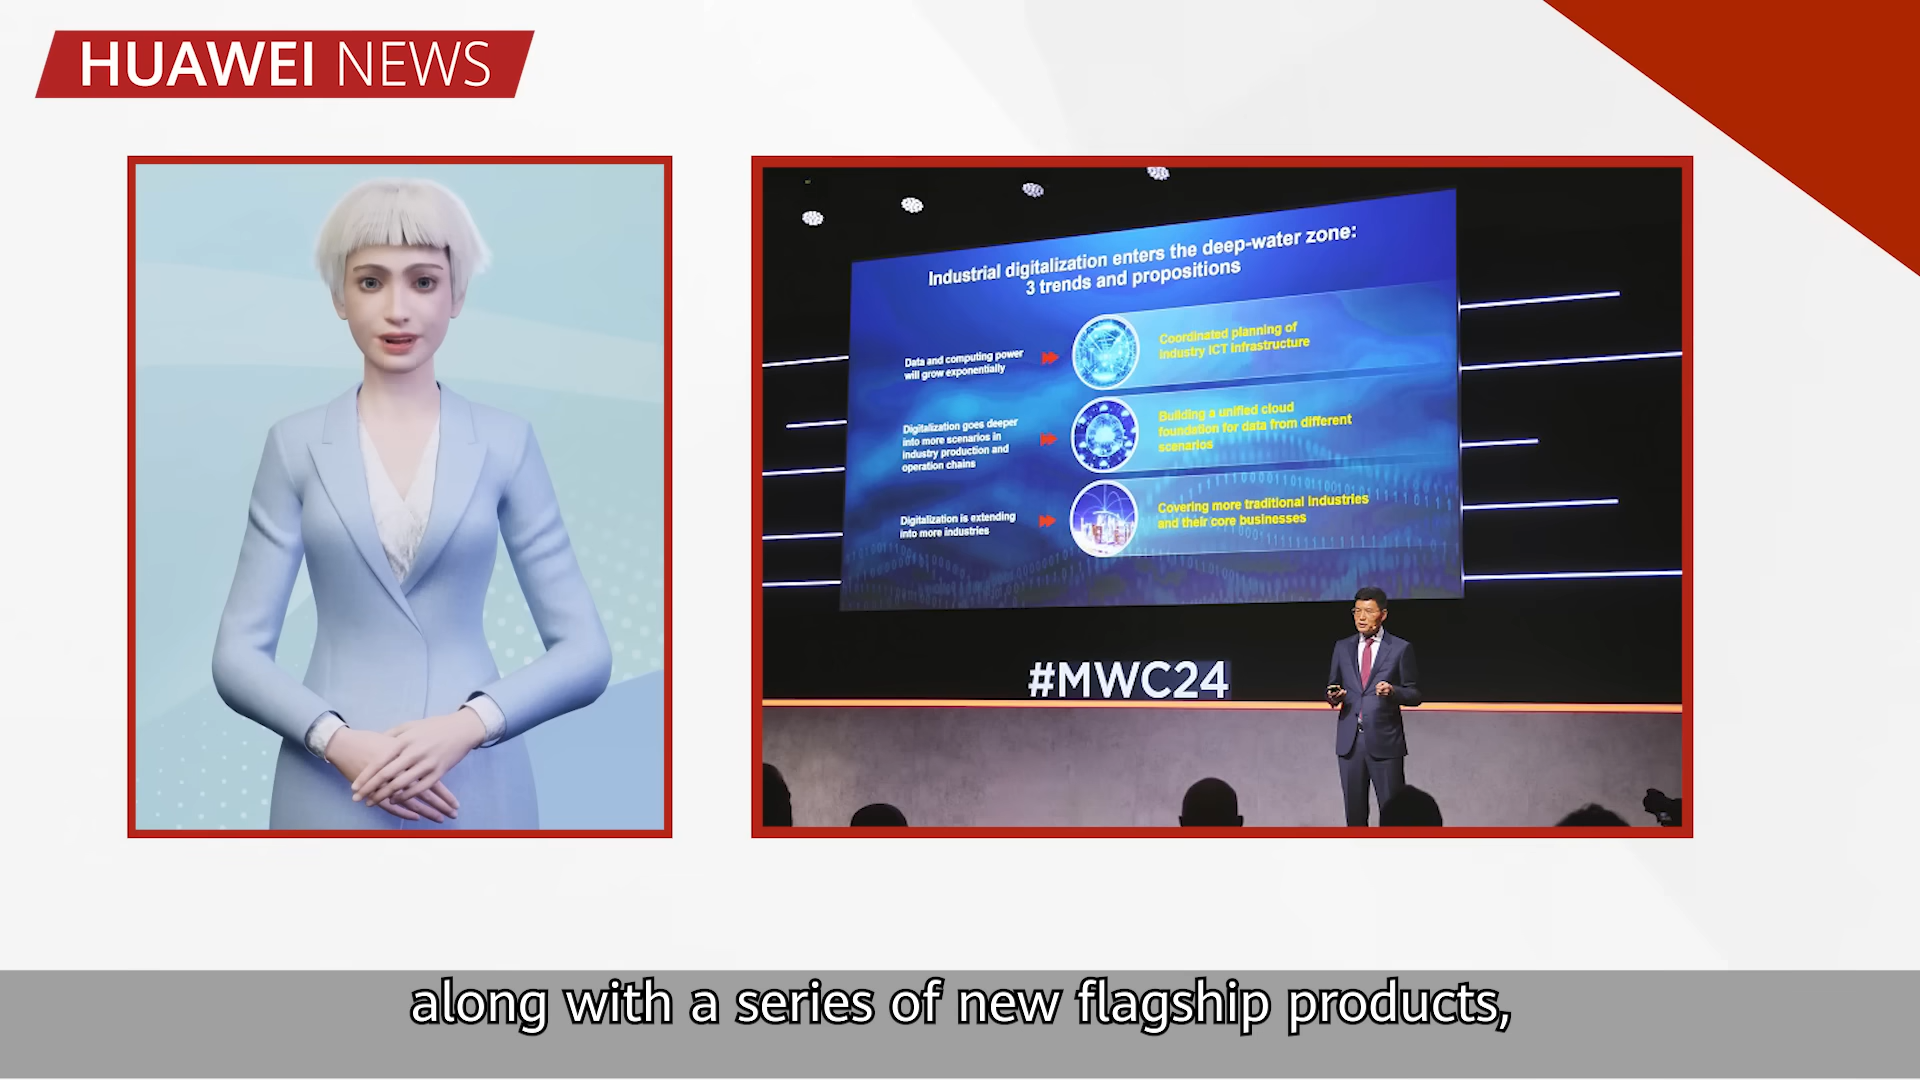 HUAWEI NEWS
Industrial digitalization enters the deep-water zone:
3 trends and propositions
Data and computing power
will grow exponentially
Coordinated planning of
industry ICT infrastructure
Digitalization goes deeper
into more scenarios in
industry production and
operation chains
Building a unified cloud
foundation for data from different
scenarios
Digitalization is extending
into more industries
Covering more traditional industries
and their core businesses
#MWC24
along with a series of new flagship products,